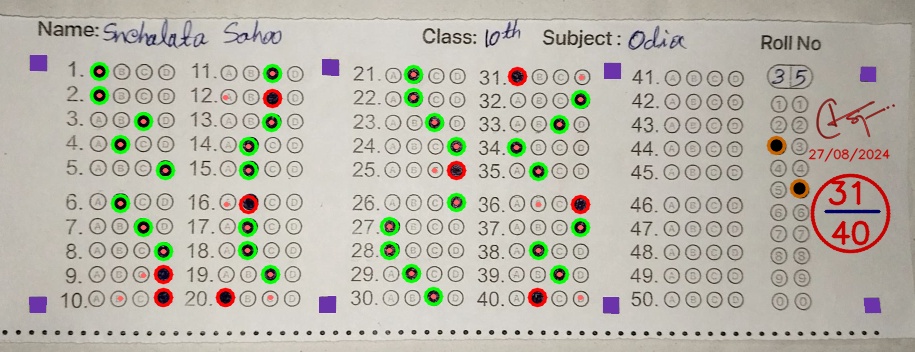 Name: Snehalata Sahoo Class: 10th Subject: Odia Roll No
1. A B C D 11. A B C D 21. A B C D 31. A B C D 41. A B C D 3 5
2. A B C D 12. A B C D 22. A B C D 32. A B C D 42. A B C D 1 1
3. A B C D 13. A B C D 23. A B C D 33. A B C D 43. A B C D 2 2
4. A B C D 14. A B C D 24. A B C D 34. A B C D 44. A B C D 3
5. A B C D 15. A B C D 25. A B C D 35. A B C D 45. A B C D 4 4
27/08/2024
5
6. A B C D 16. A B C D 26. A B C D 36. A B C D 46. A B C D 6 6
7. A B C D 17. A B C D 27. A B C D 37. A B C D 47. A B C D 7 7
8. A B C D 18. A B C D 28. A B C D 38. A B C D 48. A B C D 8 8
9. A B C D 19. A B C D 29. A B C D 39. A B C D 49. A B C D 9 9
10. A B C D 20. A B C D 30. A B C D 40. A B C D 50. A B C D 0 0
31
40